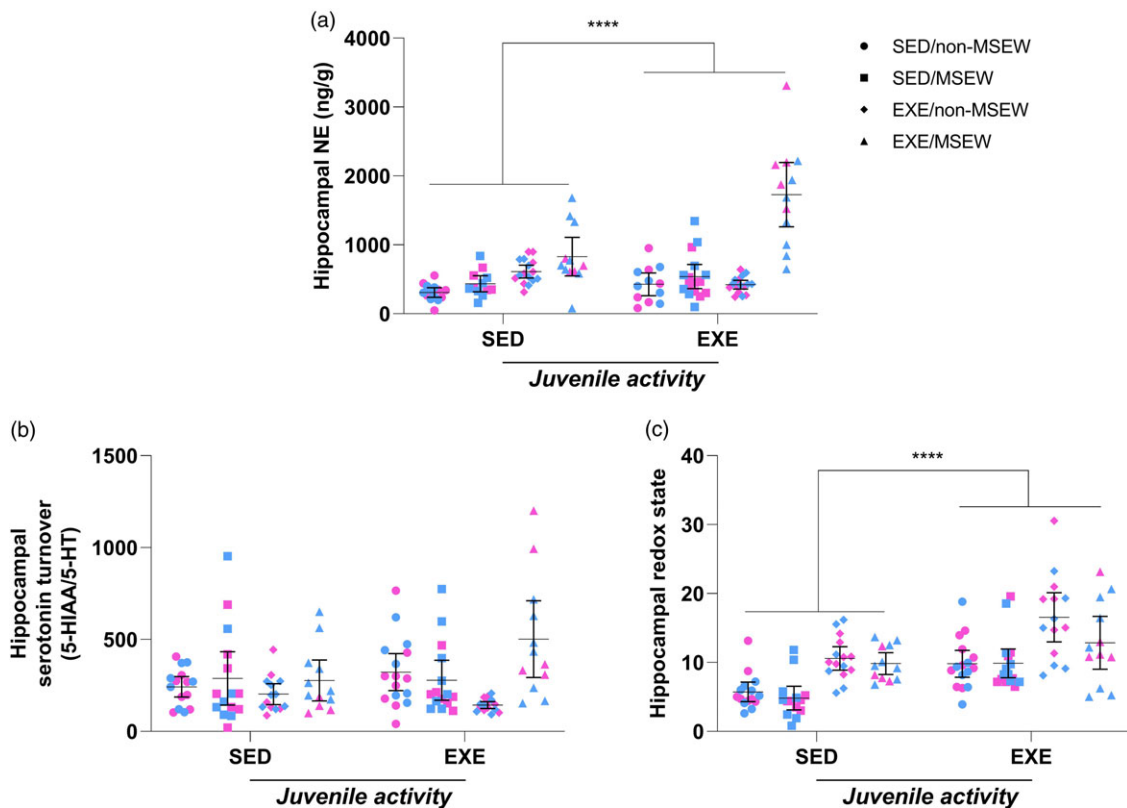 (a)
****
4000
3000
2000
1000
0
Hippocampal NE (ng/g)
SED
EXE
Juvenile activity
SED/non-MSEW
SED/MSEW
EXE/non-MSEW
EXE/MSEW
(b)
1500
1000
500
0
Hippocampal
serotonin turnover
(5-HIAA/5-HT)
SED
EXE
Juvenile activity
(c)
****
40
30
20
10
0
Hippocampal redox state
SED
EXE
Juvenile activity